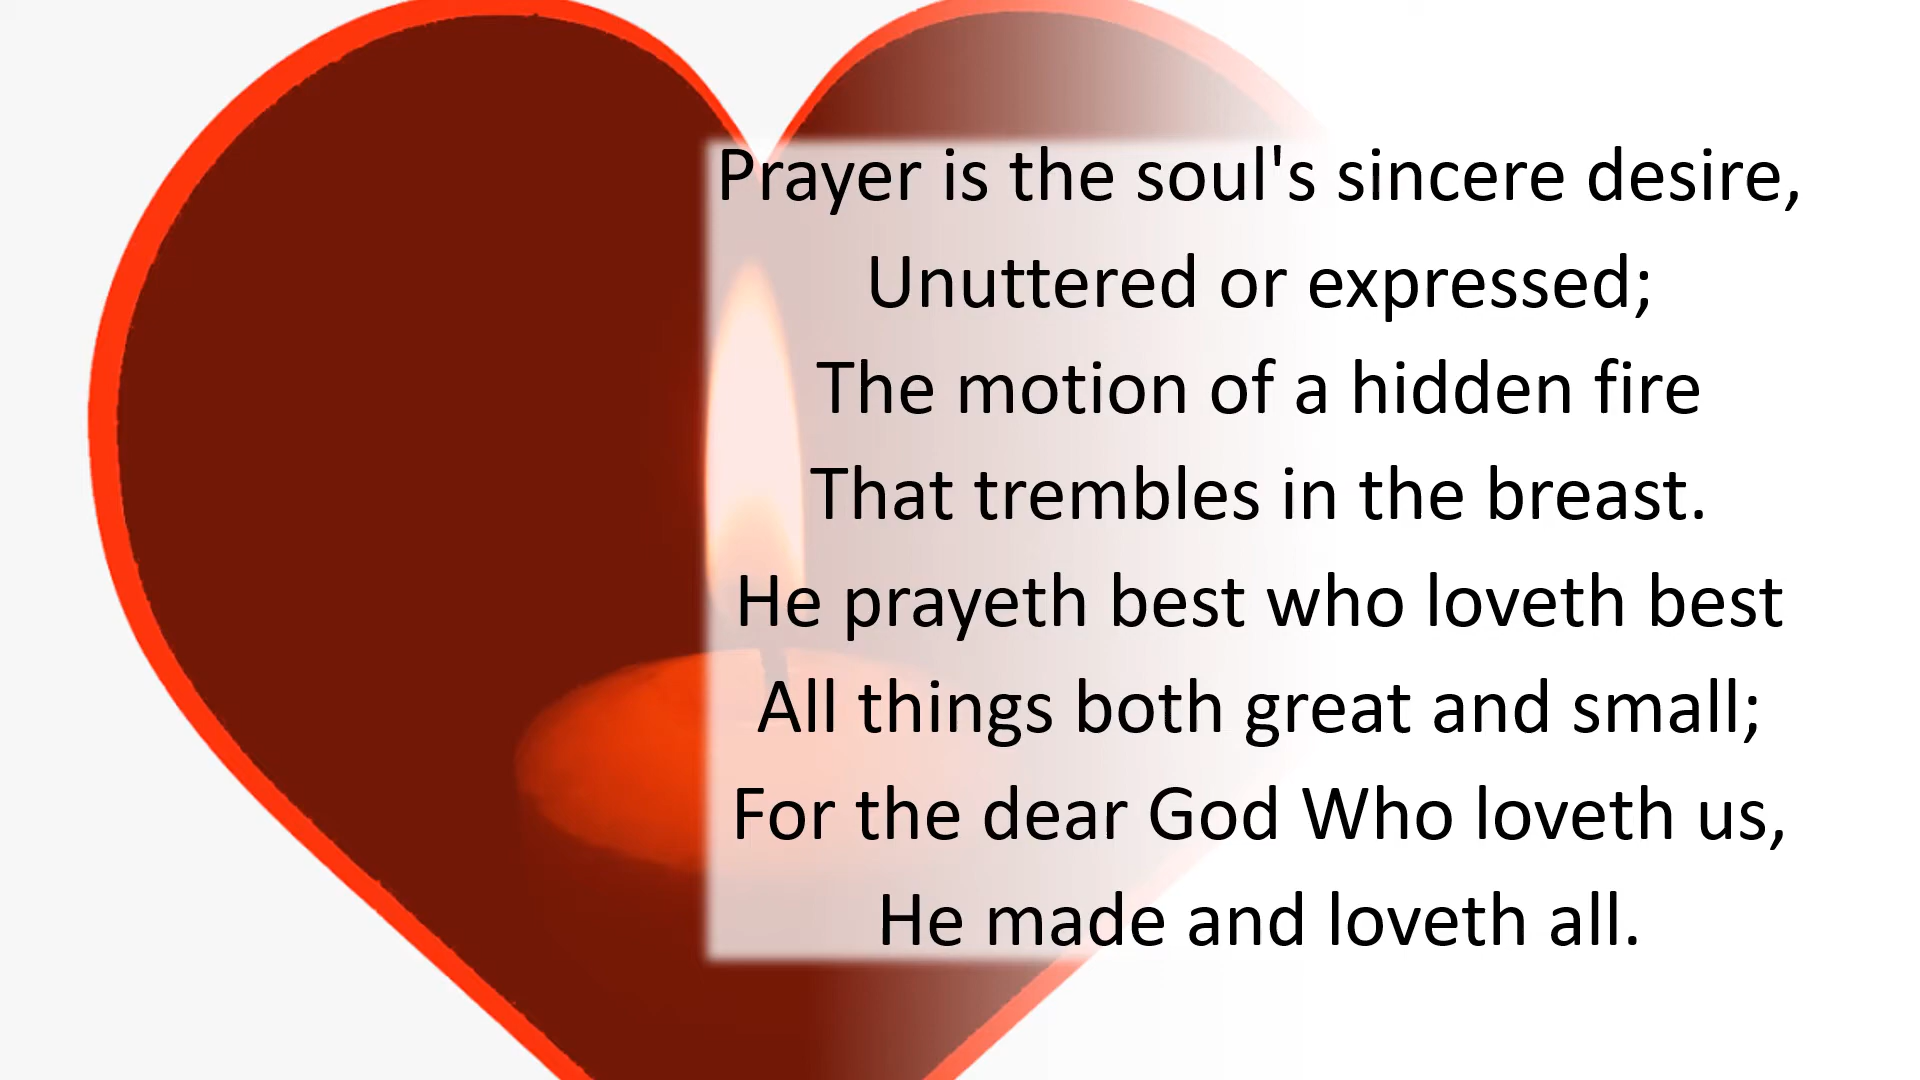 Prayer is the soul's sincere desire,
Unuttered or expressed;
The motion of a hidden fire
That trembles in the breast.
He prayeth best who loveth best
All things both great and small;
For the dear God Who loveth us,
He made and loveth all.